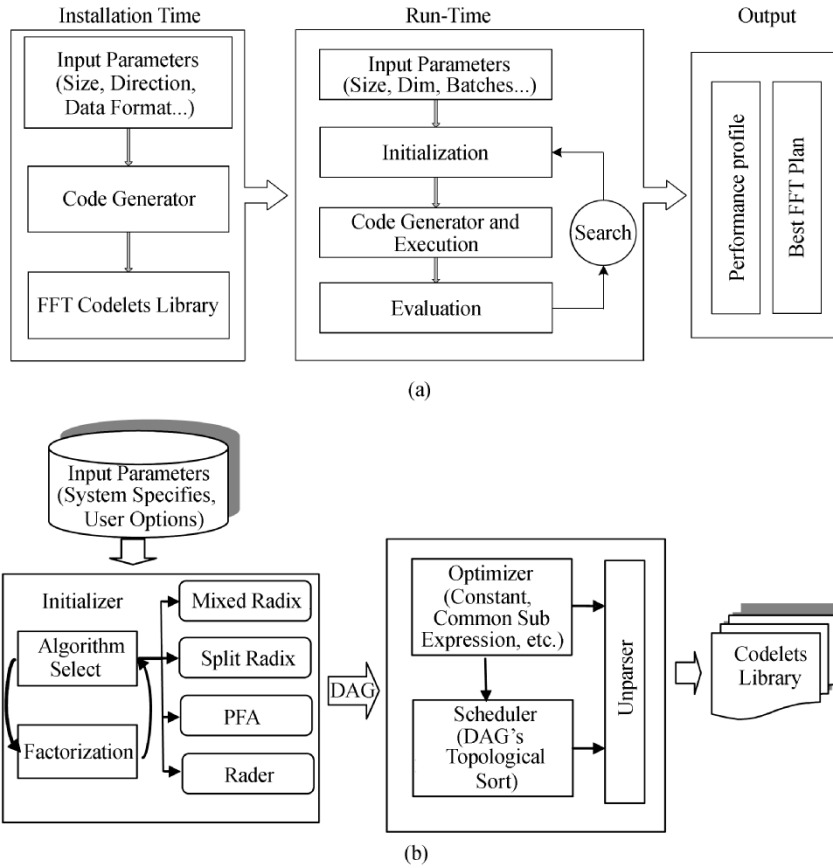 Installation Time
Run-Time
Output
Input Parameters
(Size, Direction,
Data Format...)
Code Generator
FFT Codelets Library
Input Parameters
(Size, Dim, Batches...)
Initialization
Code Generator and
Execution
Evaluation
Search
Performance profile
Best FFT Plan
(a)
Input Parameters
(System Specifies,
User Options)
Initializer
Algorithm
Select
Factorization
Mixed Radix
Split Radix
PFA
Rader
DAG
Optimizer
(Constant,
Common Sub
Expression, etc.)
Scheduler
(DAG's
Topological
Sort)
Unparser
Codelets
Library
(b)